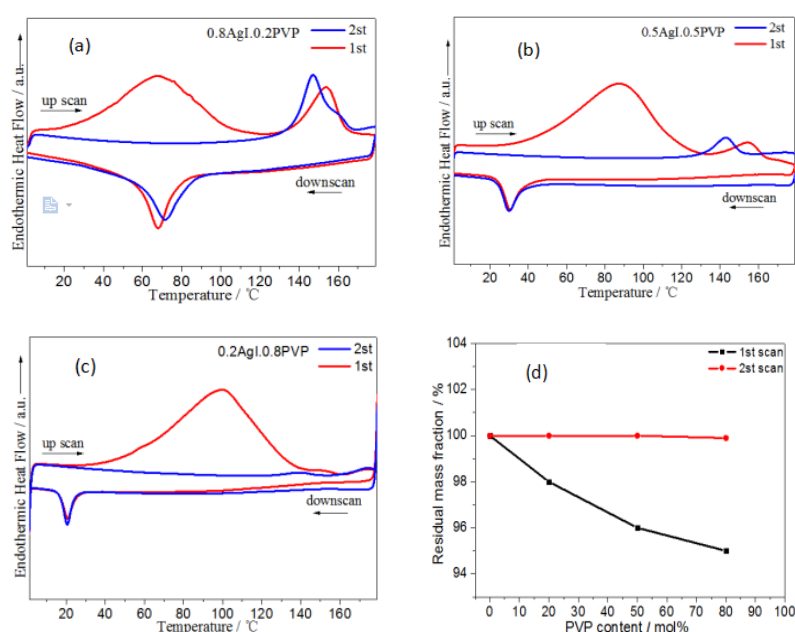 (a)
0.8AgI.0.2PVP
2st
1st
up scan
downscan
Endothermic Heat Flow / a.u.
20 40 60 80 100 120 140 160
Temperature / ℃
(b)
0.5AgI.0.5PVP
2st
1st
up scan
downscan
Endothermic Heat Flow / a.u.
20 40 60 80 100 120 140 160
Temperature / ℃
(c)
0.2AgI.0.8PVP
2st
1st
up scan
downscan
Endothermic Heat Flow / a.u.
20 40 60 80 100 120 140 160
Temperature / ℃
(d)
1st scan
2st scan
Residual mass fraction / %
104
102
100
98
96
94
0 10 20 30 40 50 60 70 80 90 100
PVP content / mol%